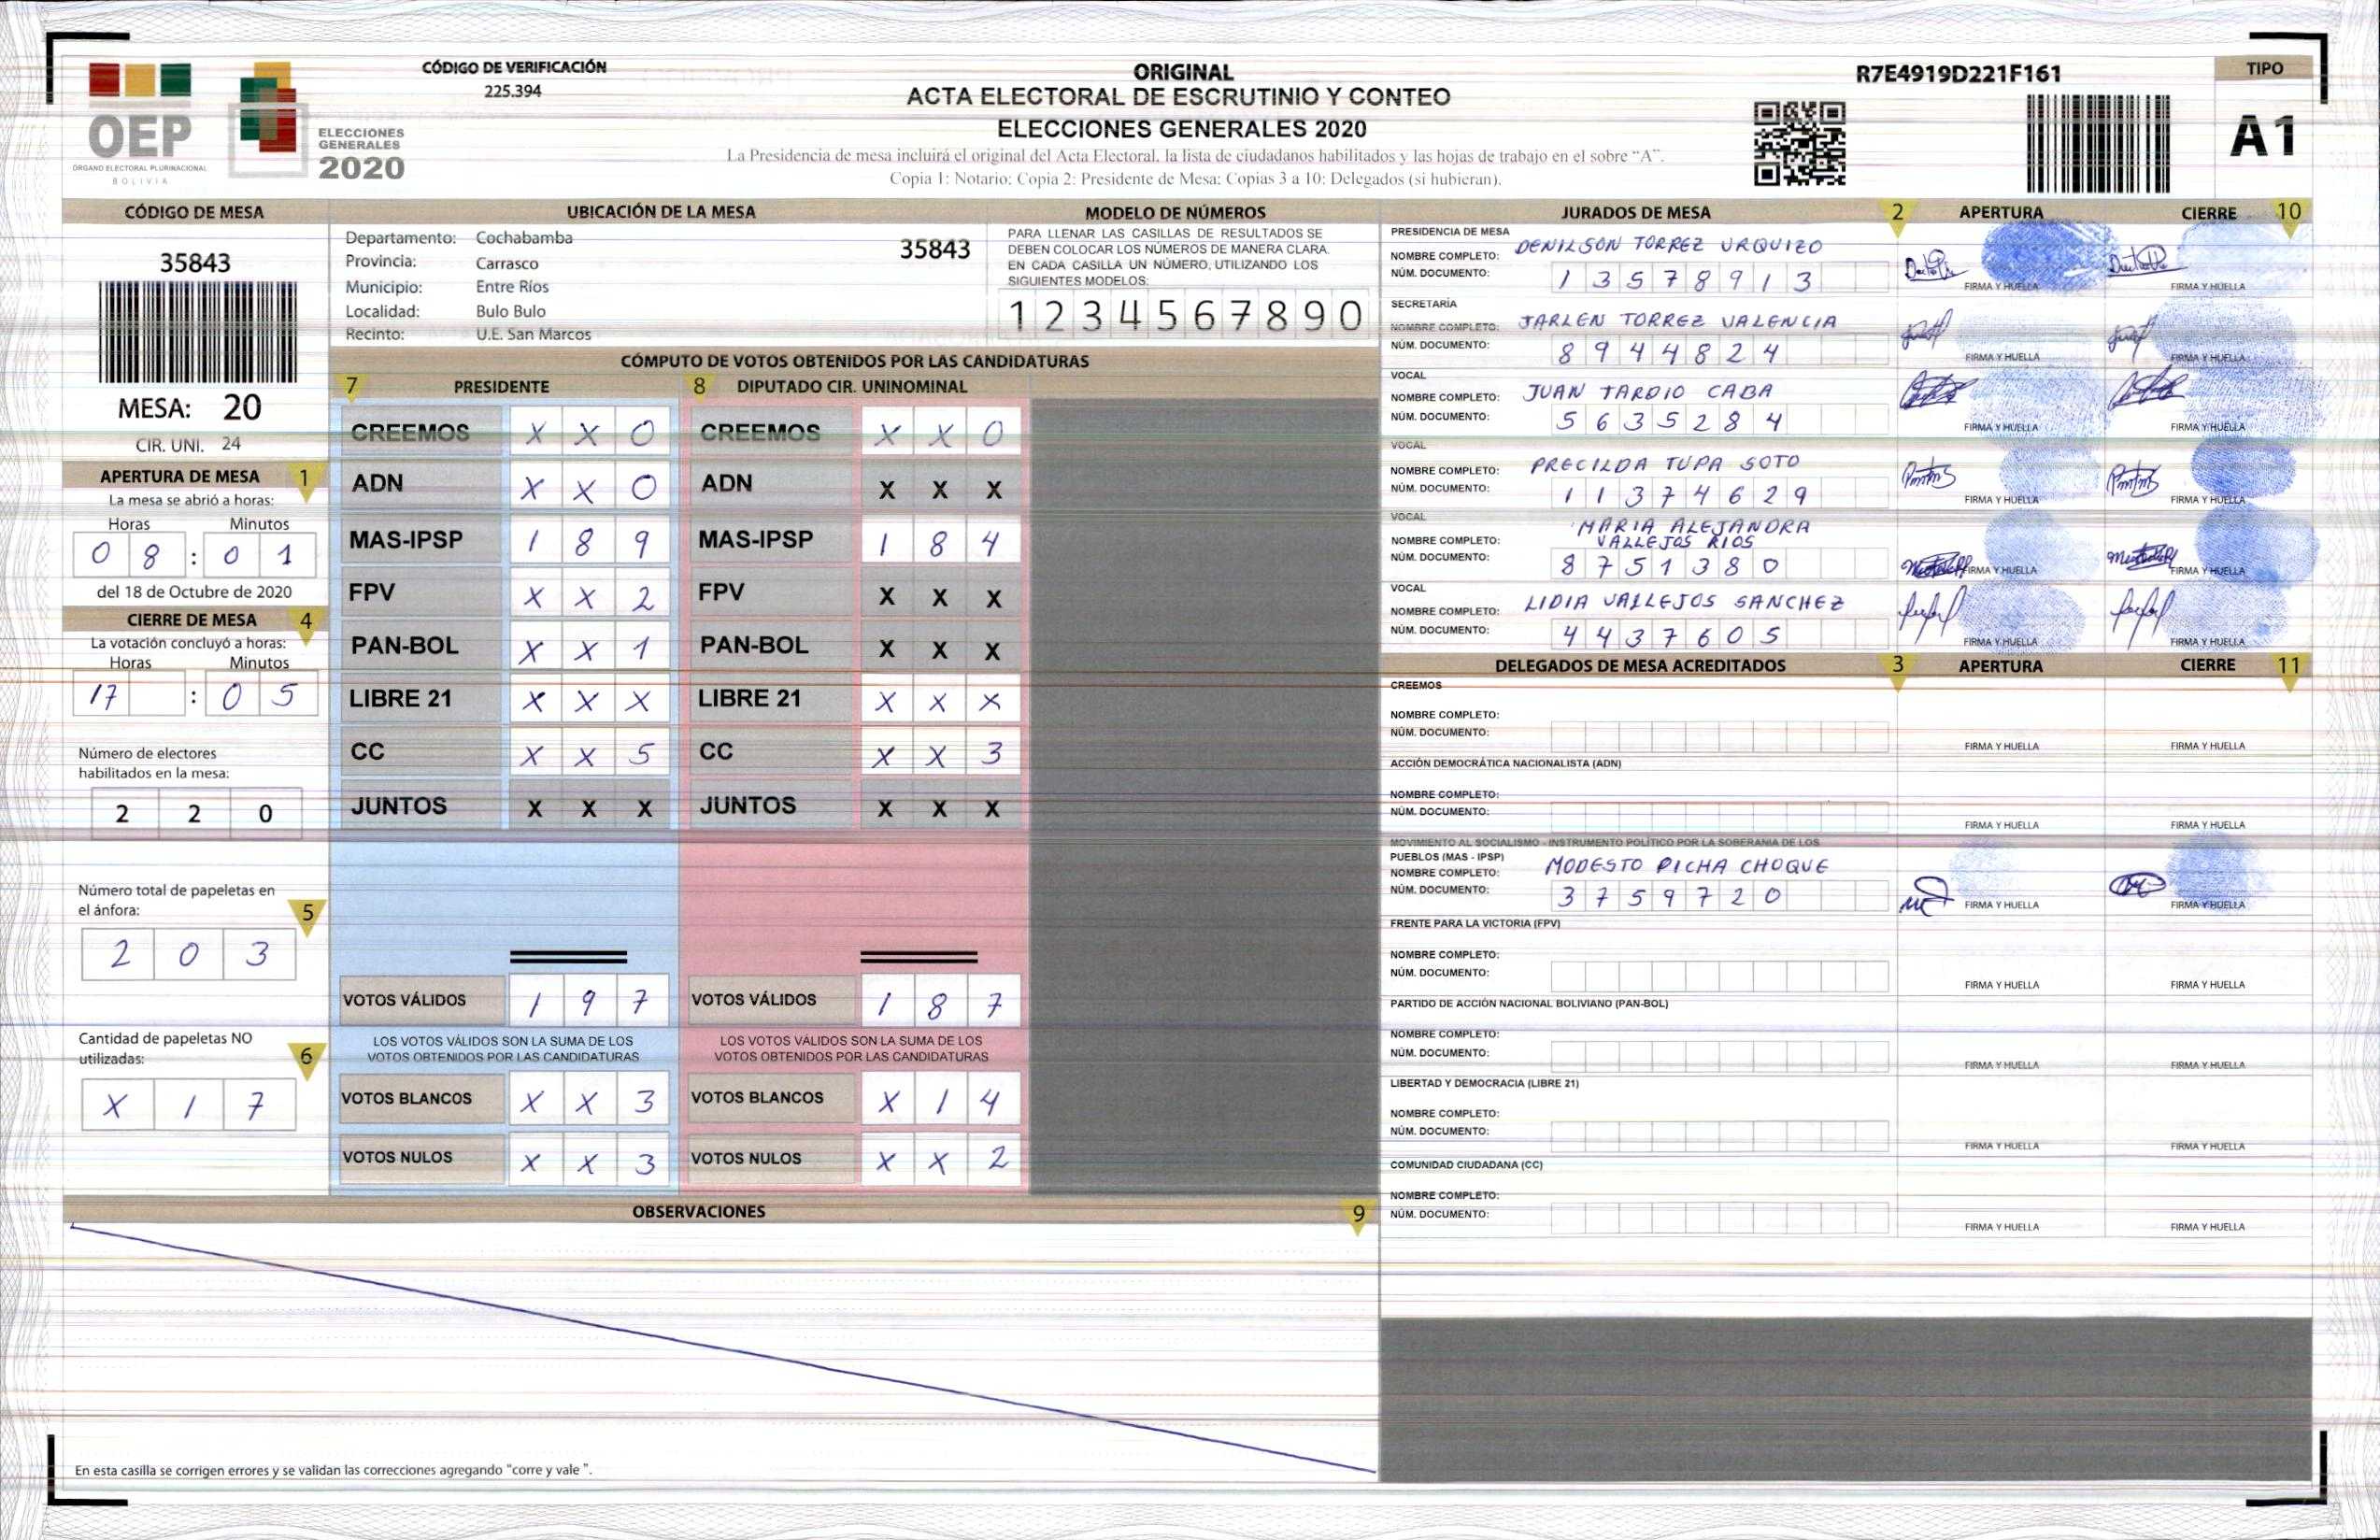 CÓDIGO DE VERIFICACIÓN
225.394
OEP
ORGANO ELECTORAL PLURINACIONAL
BOLIVIA
ELECCIONES
GENERALES
2020
ORIGINAL
ACTA ELECTORAL DE ESCRUTINIO Y CONTEO
ELECCIONES GENERALES 2020
La Presidencia de mesa incluirá el original del Acta Electoral, la lista de ciudadanos habilitados y las hojas de trabajo en el sobre “A”.
Copia 1: Notario; Copia 2: Presidente de Mesa; Copias 3 a 10: Delegados (si hubieran).
R7E4919D221F161
TIPO
A1
CÓDIGO DE MESA
35843
MESA: 20
CIR. UNI. 24
APERTURA DE MESA 1
La mesa se abrió a horas:
Horas Minutos
0 8 : 0 1
del 18 de Octubre de 2020
CIERRE DE MESA 4
La votación concluyó a horas:
Horas Minutos
17 : 0 5
Número de electores
habilitados en la mesa:
2 2 0
Número total de papeletas en
el ánfora:
5
2 0 3
Cantidad de papeletas NO
utilizadas:
6
X 1 7
UBICACIÓN DE LA MESA
Departamento: Cochabamba
Provincia: Carrasco
Municipio: Entre Ríos
Localidad: Bulo Bulo
Recinto: U.E. San Marcos
35843
MODELO DE NÚMEROS
PARA LLENAR LAS CASILLAS DE RESULTADOS SE
DEBEN COLOCAR LOS NÚMEROS DE MANERA CLARA.
EN CADA CASILLA UN NÚMERO, UTILIZANDO LOS
SIGUIENTES MODELOS:
1 2 3 4 5 6 7 8 9 0
CÓMPUTO DE VOTOS OBTENIDOS POR LAS CANDIDATURAS
7 PRESIDENTE 8 DIPUTADO CIR. UNINOMINAL
CREEMOS X X 0 CREEMOS X X 0
ADN X X 0 ADN X X X
MAS-IPSP 1 8 9 MAS-IPSP 1 8 4
FPV X X 2 FPV X X X
PAN-BOL X X 1 PAN-BOL X X X
LIBRE 21 X X X LIBRE 21 X X X
CC X X 5 CC X X 3
JUNTOS X X X JUNTOS X X X
VOTOS VÁLIDOS 1 9 7 VOTOS VÁLIDOS 1 8 7
LOS VOTOS VÁLIDOS SON LA SUMA DE LOS LOS VOTOS VÁLIDOS SON LA SUMA DE LOS
VOTOS OBTENIDOS POR LAS CANDIDATURAS VOTOS OBTENIDOS POR LAS CANDIDATURAS
VOTOS BLANCOS X X 3 VOTOS BLANCOS X 1 4
VOTOS NULOS X X 3 VOTOS NULOS X X 2
OBSERVACIONES 9
En esta casilla se corrigen errores y se validan las correcciones agregando “corre y vale ”.
JURADOS DE MESA 2 APERTURA CIERRE 10
PRESIDENCIA DE MESA
NOMBRE COMPLETO: DENILSON TORREZ URQUIZO
NÚM. DOCUMENTO: 1 3 5 7 8 9 1 3
FIRMA Y HUELLA FIRMA Y HUELLA
SECRETARÍA
NOMBRE COMPLETO: JARLEN TORREZ VALENCIA
NÚM. DOCUMENTO: 8 9 4 4 8 2 4
FIRMA Y HUELLA FIRMA Y HUELLA
VOCAL
NOMBRE COMPLETO: JUAN TARDIO CABA
NÚM. DOCUMENTO: 5 6 3 5 2 8 4
FIRMA Y HUELLA FIRMA Y HUELLA
VOCAL
NOMBRE COMPLETO: PRECILDA TUPA SOTO
NÚM. DOCUMENTO: 1 1 3 7 4 6 2 9
FIRMA Y HUELLA FIRMA Y HUELLA
VOCAL
NOMBRE COMPLETO: MARIA ALEJANDRA
VALLEJOS RIOS
NÚM. DOCUMENTO: 8 7 5 1 3 8 0
FIRMA Y HUELLA FIRMA Y HUELLA
VOCAL
NOMBRE COMPLETO: LIDIA VALLEJOS SANCHEZ
NÚM. DOCUMENTO: 4 4 3 7 6 0 5
FIRMA Y HUELLA FIRMA Y HUELLA
DELEGADOS DE MESA ACREDITADOS 3 APERTURA CIERRE 11
CREEMOS
NOMBRE COMPLETO:
NÚM. DOCUMENTO:
FIRMA Y HUELLA FIRMA Y HUELLA
ACCIÓN DEMOCRÁTICA NACIONALISTA (ADN)
NOMBRE COMPLETO:
NÚM. DOCUMENTO:
FIRMA Y HUELLA FIRMA Y HUELLA
MOVIMIENTO AL SOCIALISMO - INSTRUMENTO POLÍTICO POR LA SOBERANIA DE LOS
PUEBLOS (MAS - IPSP)
NOMBRE COMPLETO: MODESTO PICHA CHOQUE
NÚM. DOCUMENTO: 3 7 5 9 7 2 0
FIRMA Y HUELLA FIRMA Y HUELLA
FRENTE PARA LA VICTORIA (FPV)
NOMBRE COMPLETO:
NÚM. DOCUMENTO:
FIRMA Y HUELLA FIRMA Y HUELLA
PARTIDO DE ACCIÓN NACIONAL BOLIVIANO (PAN-BOL)
NOMBRE COMPLETO:
NÚM. DOCUMENTO:
FIRMA Y HUELLA FIRMA Y HUELLA
LIBERTAD Y DEMOCRACIA (LIBRE 21)
NOMBRE COMPLETO:
NÚM. DOCUMENTO:
FIRMA Y HUELLA FIRMA Y HUELLA
COMUNIDAD CIUDADANA (CC)
NOMBRE COMPLETO:
NÚM. DOCUMENTO:
FIRMA Y HUELLA FIRMA Y HUELLA